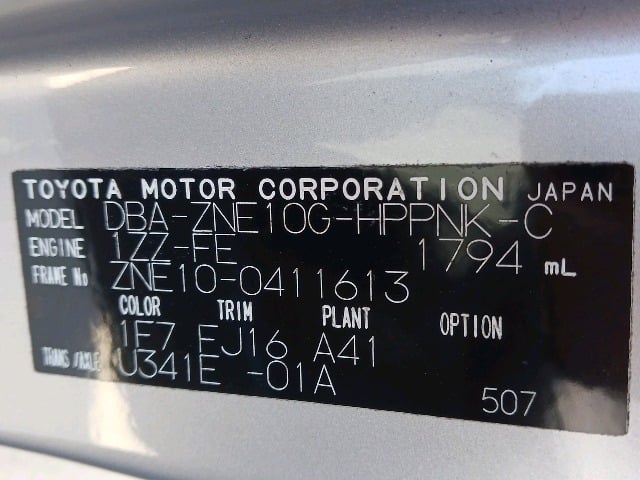 TOYOTA MOTOR CORPORATION JAPAN
MODEL DBA-ZNE10G-HPPNK-C
ENGINE 1ZZ-FE 1794 mL
FRAME No ZNE10-0411613
COLOR TRIM PLANT OPTION
1F7 FJ16 A41
TRANS/AXLE U341E -01A
507